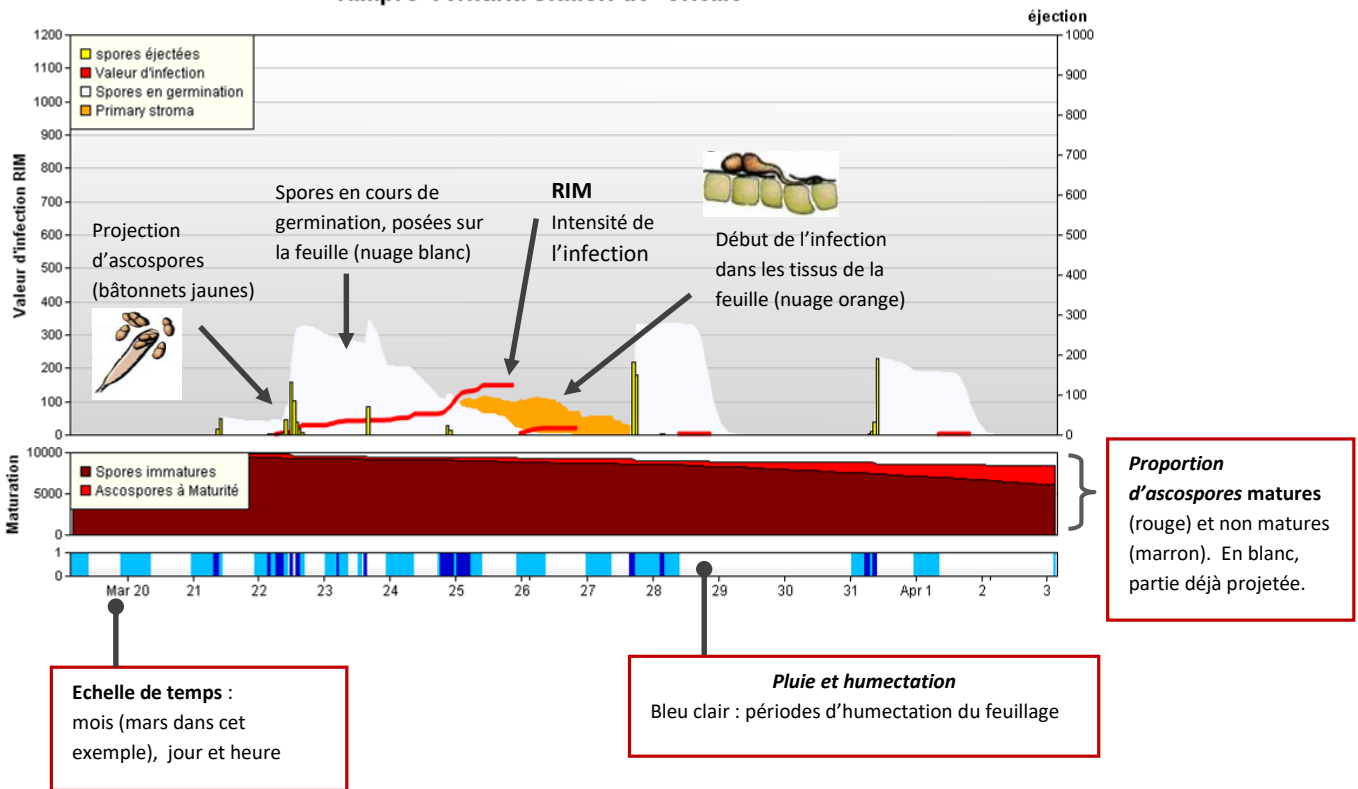 éjection
1200
1100
1000
900
800
700
600
500
400
300
200
100
0
Valeur d'infection RIM
spores éjectées
Valeur d'infection
Spores en germination
Primary stroma
1000
900
800
700
600
500
400
300
200
100
0
Projection
d'ascospores
(bâtonnets jaunes)
Spores en cours de
germination, posées sur
la feuille (nuage blanc)
RIM
Intensité de
l'infection
Début de l'infection
dans les tissus de la
feuille (nuage orange)
Maturation
10000
5000
0
Spores immatures
Ascospores à Maturité
1
0
Mar 20 21 22 23 24 25 26 27 28 29 30 31 Apr 1 2 3
Proportion
d'ascospores matures
(rouge) et non matures
(marron). En blanc,
partie déjà projetée.
Echelle de temps :
mois (mars dans cet
exemple), jour et heure
Pluie et humectation
Bleu clair : périodes d'humectation du feuillage